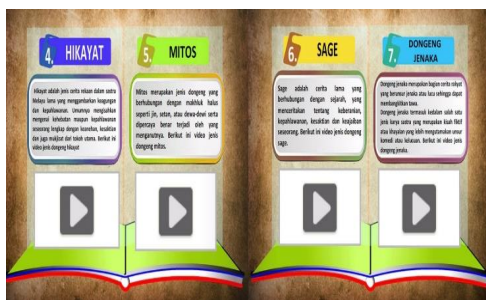 4. HIKAYAT
Hikayat adalah jenis cerita rekaan dalam sastra
Melayu lama yang menggambarkan keagungan
dan kepahlawanan. Umumnya mengisahkan
mengenai kehebatan maupun kepahlawanan
seseorang lengkap dengan keanehan, kesaktian
dan juga mukjizat dari tokoh utama. Berikut ini
video jenis dongeng hikayat
5. MITOS
Mitos merupakan jenis dongeng yang
berhubungan dengan makhluk halus
seperti jin, setan, atau dewa-dewi serta
dipercaya benar terjadi oleh yang
menganutnya. Berikut ini video jenis
dongeng mitos.
6. SAGE
Sage adalah cerita lama yang
berhubungan dengan sejarah, yang
menceritakan tentang keberanian,
kepahlawanan, kesaktian dan keajaiban
seseorang. Berikut ini video jenis dongeng
sage.
7. DONGENG
JENAKA
Dongeng jenaka merupakan bagian cerita rakyat
yang berunsur jenaka atau lucu sehingga dapat
membangkitkan tawa.
Dongeng jenaka termasuk kedalam salah satu
jenis karya sastra yang merupakan kisah fiktif
atau khayalan yang lebih mengutamakan unsur
komedi atau kelucuan. Berikut ini video jenis
dongeng jenaka.